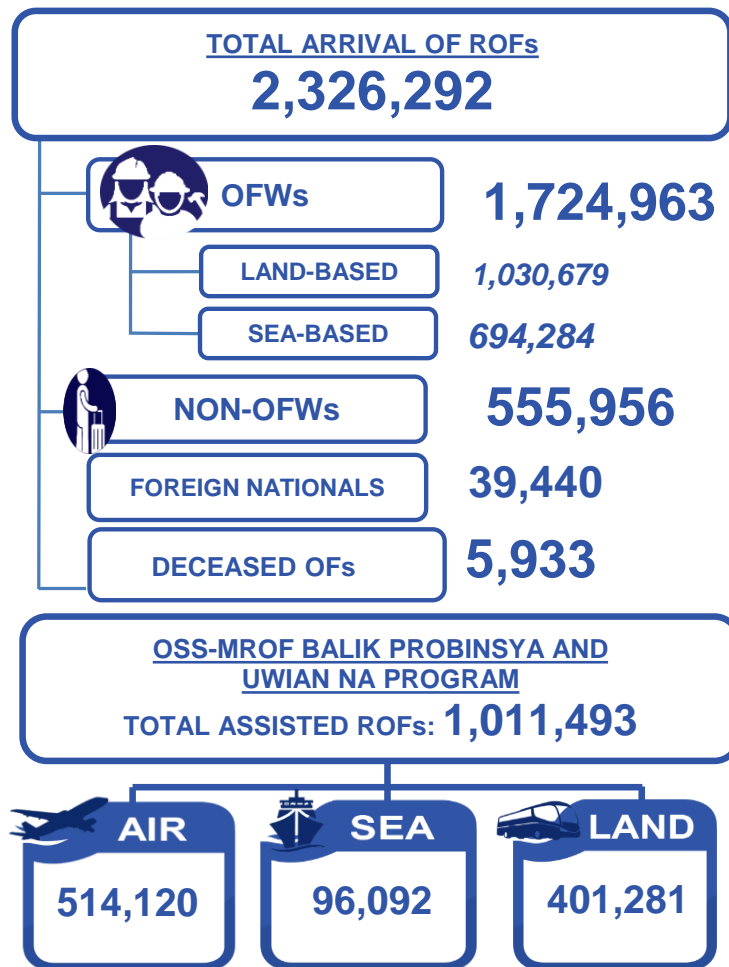 TOTAL ARRIVAL OF ROFs
2,326,292
OFWs 1,724,963
LAND-BASED 1,030,679
SEA-BASED 694,284
NON-OFWs 555,956
FOREIGN NATIONALS 39,440
DECEASED OFs 5,933
OSS-MROF BALIK PROBINSYA AND
UWIAN NA PROGRAM
TOTAL ASSISTED ROFs: 1,011,493
AIR SEA LAND
514,120 96,092 401,281